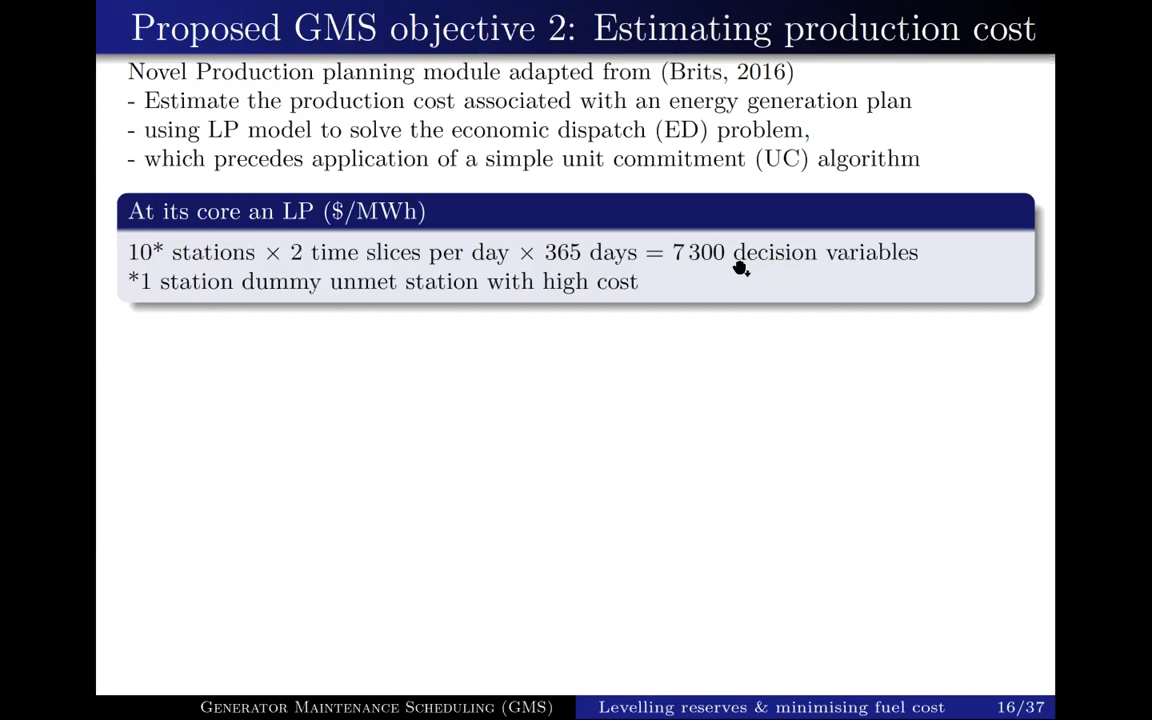 Proposed GMS objective 2: Estimating production cost
Novel Production planning module adapted from (Brits, 2016)
- Estimate the production cost associated with an energy generation plan
- using LP model to solve the economic dispatch (ED) problem,
- which precedes application of a simple unit commitment (UC) algorithm
At its core an LP ($/MWh)
10* stations × 2 time slices per day × 365 days = 7 300 decision variables
*1 station dummy unmet station with high cost
Generator Maintenance Scheduling (GMS)
Levelling reserves & minimising fuel cost
16/37